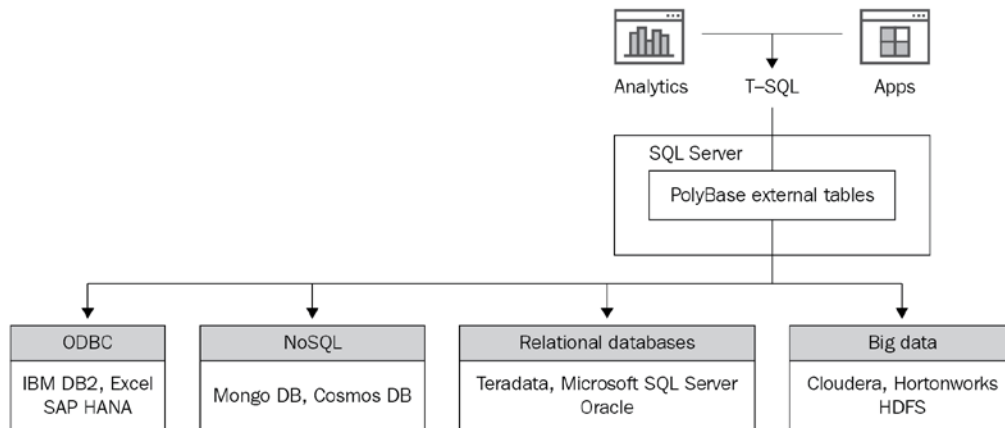 Analytics
T–SQL
Apps
SQL Server
PolyBase external tables
ODBC
IBM DB2, Excel
SAP HANA
NoSQL
Mongo DB, Cosmos DB
Relational databases
Teradata, Microsoft SQL Server
Oracle
Big data
Cloudera, Hortonworks
HDFS